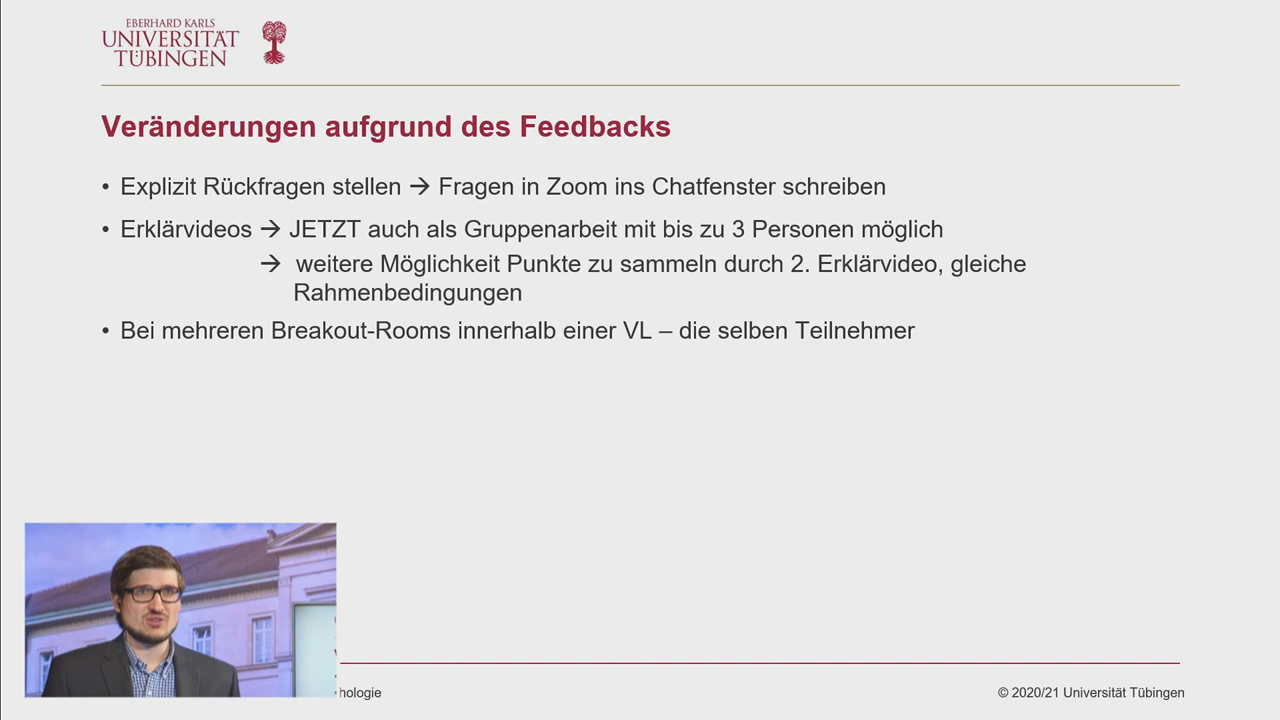 EBERHARD KARLS
UNIVERSITÄT
TÜBINGEN
Veränderungen aufgrund des Feedbacks
• Explizit Rückfragen stellen → Fragen in Zoom ins Chatfenster schreiben
• Erklärvideos → JETZT auch als Gruppenarbeit mit bis zu 3 Personen möglich
→ weitere Möglichkeit Punkte zu sammeln durch 2. Erklärvideo, gleiche
Rahmenbedingungen
• Bei mehreren Breakout-Rooms innerhalb einer VL – die selben Teilnehmer
hologie
© 2020/21 Universität Tübingen